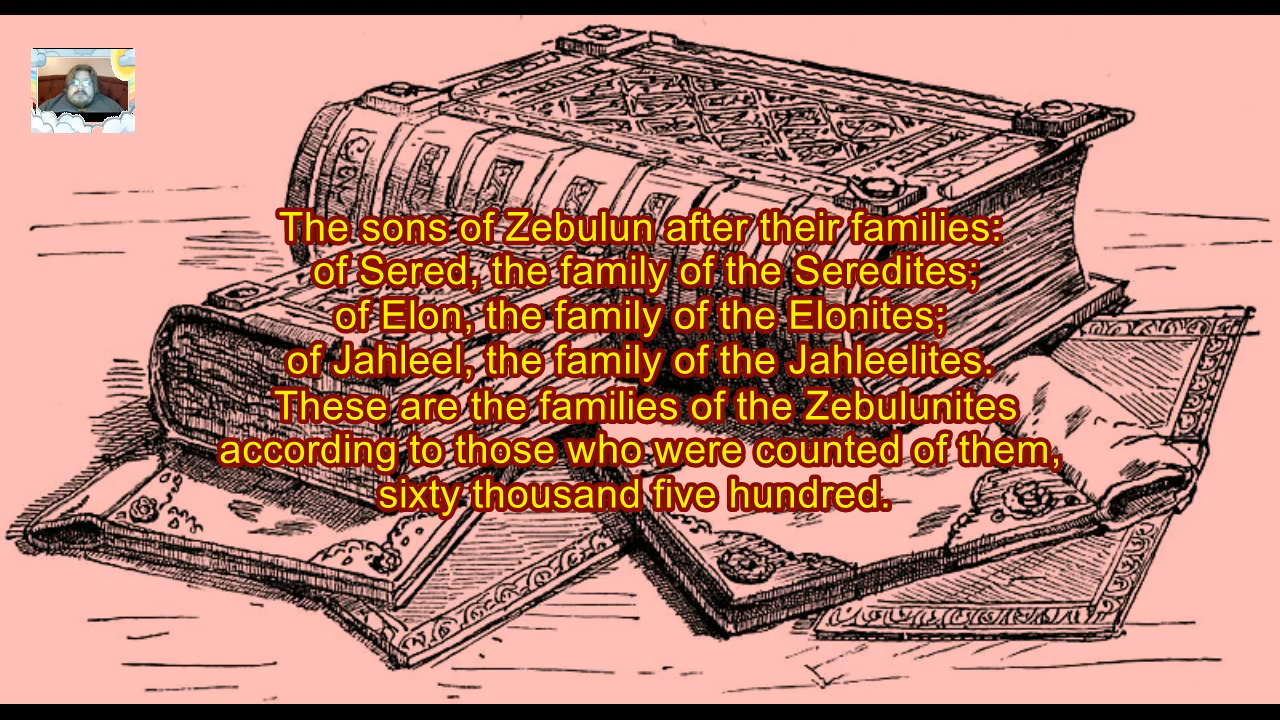 The sons of Zebulun after their families:
of Sered, the family of the Seredites;
of Elon, the family of the Elonites;
of Jahleel, the family of the Jahleelites.
These are the families of the Zebulunites
according to those who were counted of them,
sixty thousand five hundred.